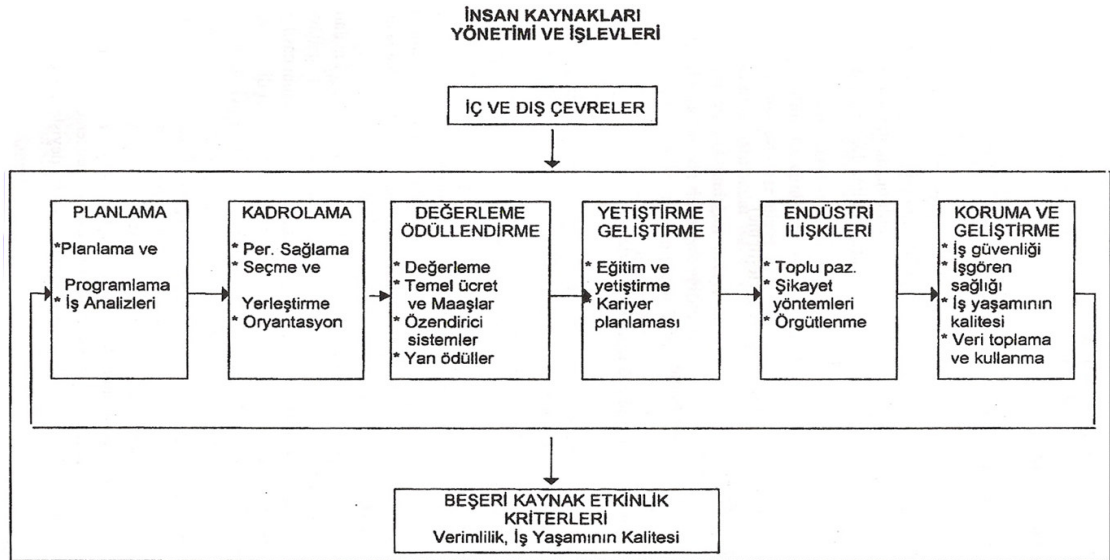 İNSAN KAYNAKLARI
YÖNETİMİ VE İŞLEVLERİ
İÇ VE DIŞ ÇEVRELER
PLANLAMA
*Planlama ve
Programlama
* İş Analizleri
KADROLAMA
* Per. Sağlama
* Seçme ve
Yerleştirme
* Oryantasyon
DEĞERLEME
ÖDÜLLENDİRME
* Değerleme
* Temel ücret
ve Maaşlar
* Özendirici
sistemler
* Yan ödüller
YETİŞTİRME
GELİŞTİRME
* Eğitim ve
yetiştirme
* Kariyer
planlaması
ENDÜSTRİ
İLİŞKİLERİ
* Toplu paz.
* Şikayet
yöntemleri
* Örgütlenme
KORUMA VE
GELİŞTİRME
* İş güvenliği
* İşgören
sağlığı
* İş yaşamının
kalitesi
* Veri toplama
ve kullanma
BEŞERİ KAYNAK ETKİNLİK
KRİTERLERİ
Verimlilik, İş Yaşamının Kalitesi